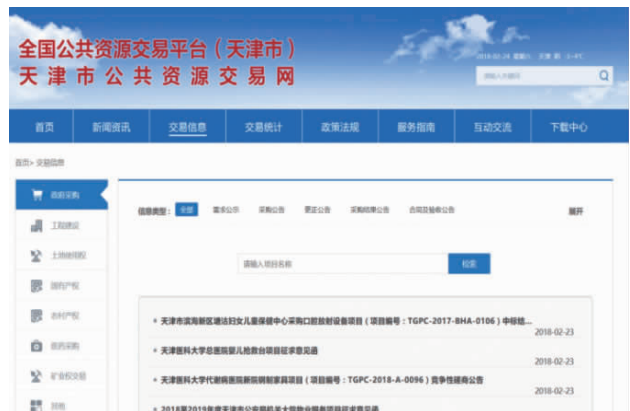 全国公共资源交易平台（天津市）
天津市公共资源交易网
请输入关键字
首页 新闻资讯 交易信息 交易统计 政策法规 服务指南 互动交流 下载中心
首页> 交易信息
政府采购
信息类型： 全部 需求公示 采购公告 更正公告 采购结果公告 合同及验收公告 展开
工程建设
土地使用权
请输入项目名称 检索
国有产权
农村产权
天津市滨海新区塘沽妇女儿童保健中心采购口腔放射设备项目（项目编号：TGPC-2017-BHA-0106）中标结...
2018-02-23
医药采购
天津医科大学总医院婴儿抢救台项目征求意见函
2018-02-23
矿业权交易
天津医科大学代谢病医院新院钢制家具项目（项目编号：TGPC-2018-A-0096）竞争性磋商公告
2018-02-23
其他